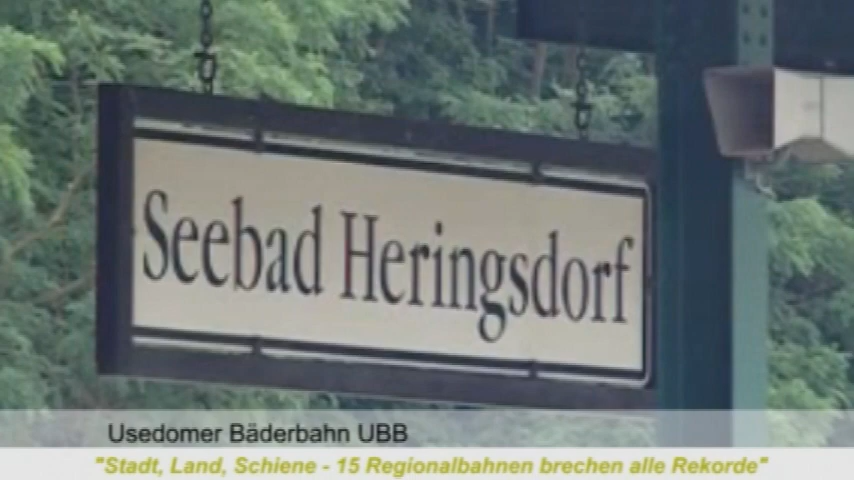 Seebad Heringsdorf
Usedomer Bäderbahn UBB
"Stadt, Land, Schiene - 15 Regionalbahnen brechen alle Rekorde"